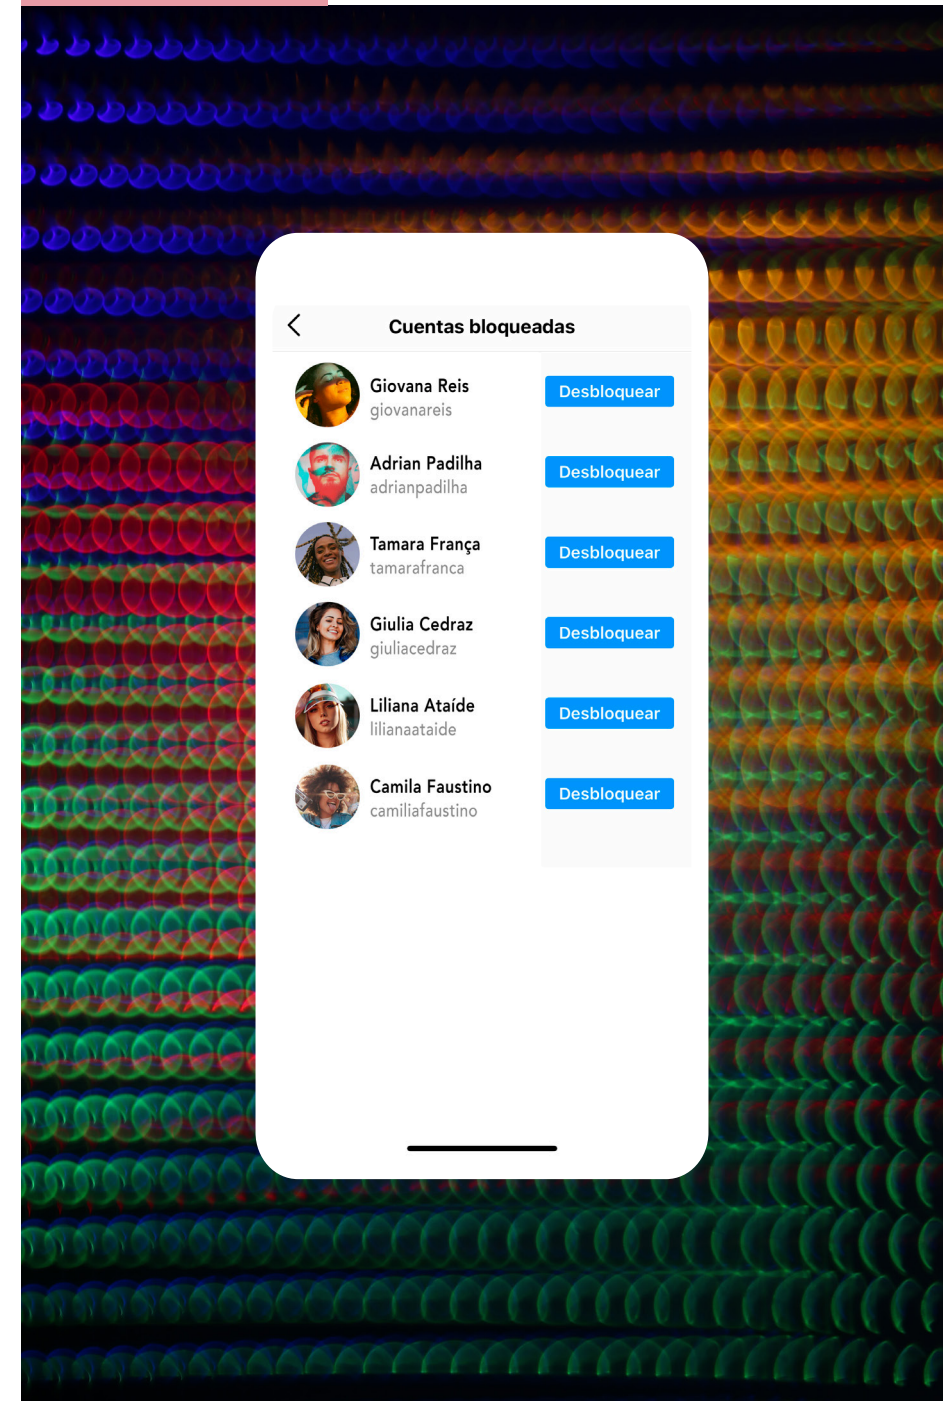 Cuentas bloqueadas
Giovana Reis
giovanareis
Desbloquear
Adrian Padilha
adrianpadilha
Desbloquear
Tamara França
tamarafranca
Desbloquear
Giulia Cedraz
giuliacedraz
Desbloquear
Liliana Ataíde
lilianaataide
Desbloquear
Camila Faustino
camiliafaustino
Desbloquear